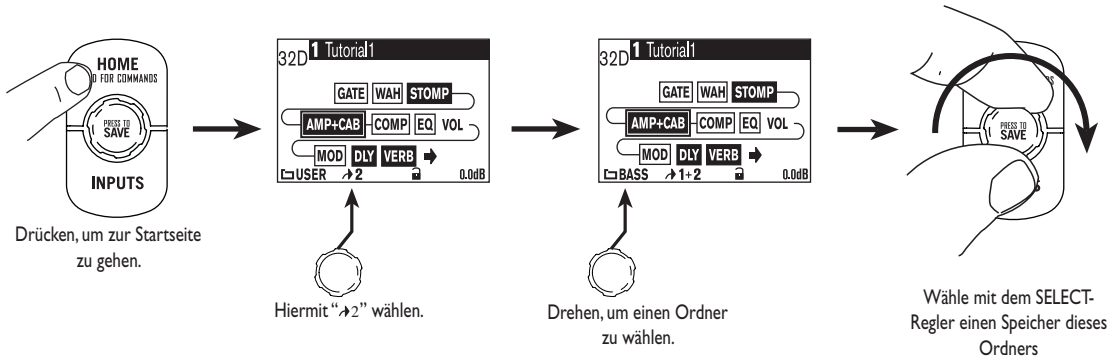 HOME
D FOR COMMANDS
PRESS TO
SAVE
INPUTS
Drücken, um zur Startseite
zu gehen.
32D 1 Tutorial1
GATE WAH STOMP
AMP+CAB COMP EQ VOL
MOD DLY VERB
USER 2 0.0dB
Hiermit “2” wählen.
32D 1 Tutorial1
GATE WAH STOMP
AMP+CAB COMP EQ VOL
MOD DLY VERB
BASS 1+2 0.0dB
Drehen, um einen Ordner
zu wählen.
PRESS TO
SAVE
Wähle mit dem SELECT-
Regler einen Speicher dieses
Ordners